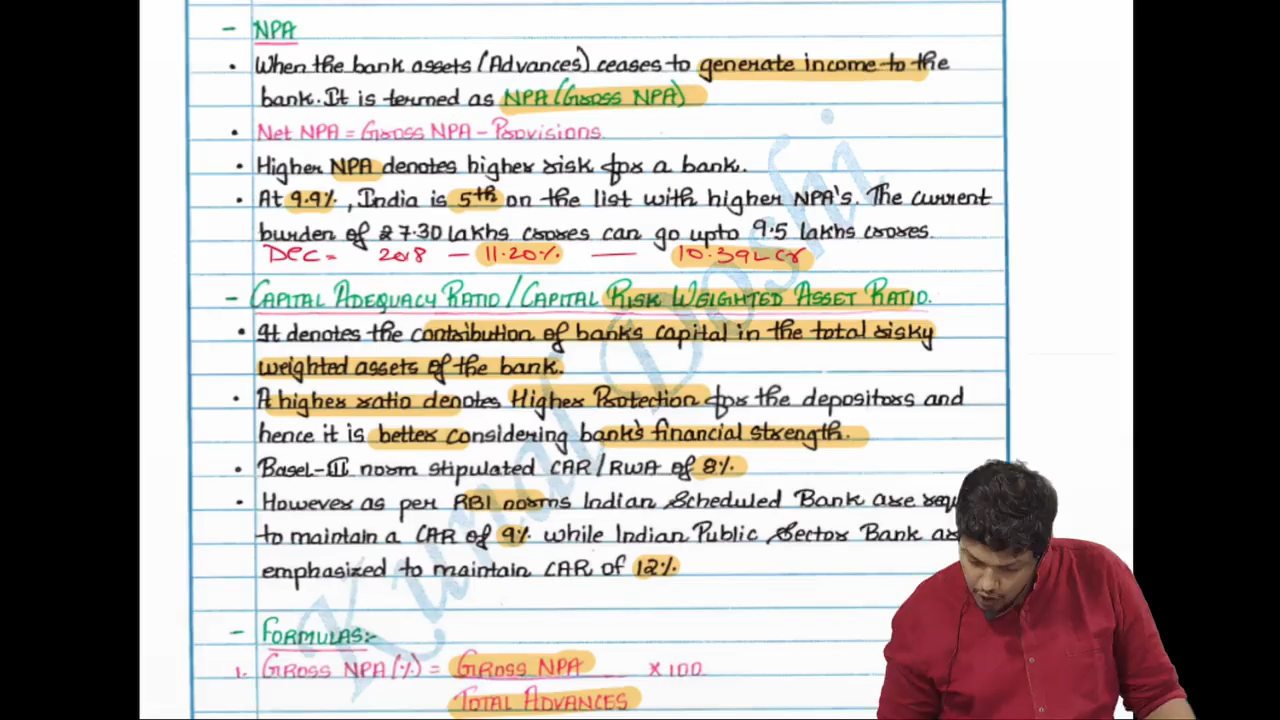 - NPA
• When the bank assets (Advances) ceases to generate income to the
bank. It is termed as NPA (Gross NPA)
• Net NPA = Gross NPA - Provisions.
• Higher NPA denotes higher risk for a bank.
• At 9.9%, India is 5th on the list with higher NPA's. The current
burden of ₹7.30 lakhs crores can go upto 9.5 lakhs crores.
Dec = 2018 - 11.20% — 10.39L Cr
- CAPITAL ADEQUACY RATIO / CAPITAL RISK WEIGHTED ASSET RATIO.
• It denotes the contribution of banks capital in the total risky
weighted assets of the bank.
• A higher ratio denotes Higher Protection for the depositors and
hence it is better considering bank's financial strength.
• Basel-III norm stipulated CAR/RWA of 8%.
• However as per RBI norms Indian Scheduled Bank are requ
to maintain a CAR of 9% while Indian Public Sector Bank a
emphasized to maintain CAR of 12%.
- FORMULAS:-
1. GROSS NPA (%) = GROSS NPA × 100
TOTAL ADVANCES
Kunal Doshi